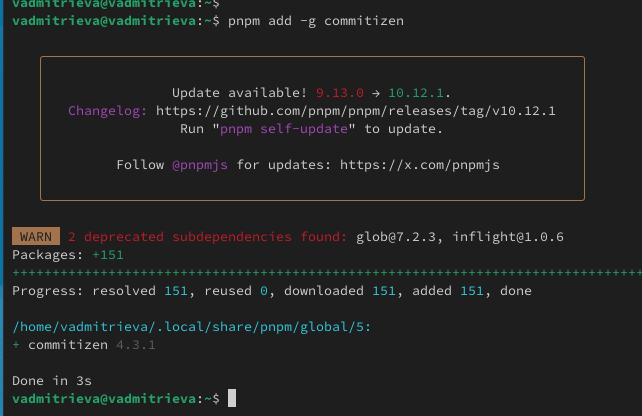 vadmitrieva@vadmitrieva:~$
vadmitrieva@vadmitrieva:~$ pnpm add -g commitizen
Update available! 9.13.0 → 10.12.1.
Changelog: https://github.com/pnpm/pnpm/releases/tag/v10.12.1
Run "pnpm self-update" to update.
Follow @pnpmjs for updates: https://x.com/pnpmjs
WARN 2 deprecated subdependencies found: glob@7.2.3, inflight@1.0.6
Packages: +151
++++++++++++++++++++++++++++++++++++++++++++++++++++++++++++++++++++++++++++++
Progress: resolved 151, reused 0, downloaded 151, added 151, done
/home/vadmitrieva/.local/share/pnpm/global/5:
+ commitizen 4.3.1
Done in 3s
vadmitrieva@vadmitrieva:~$